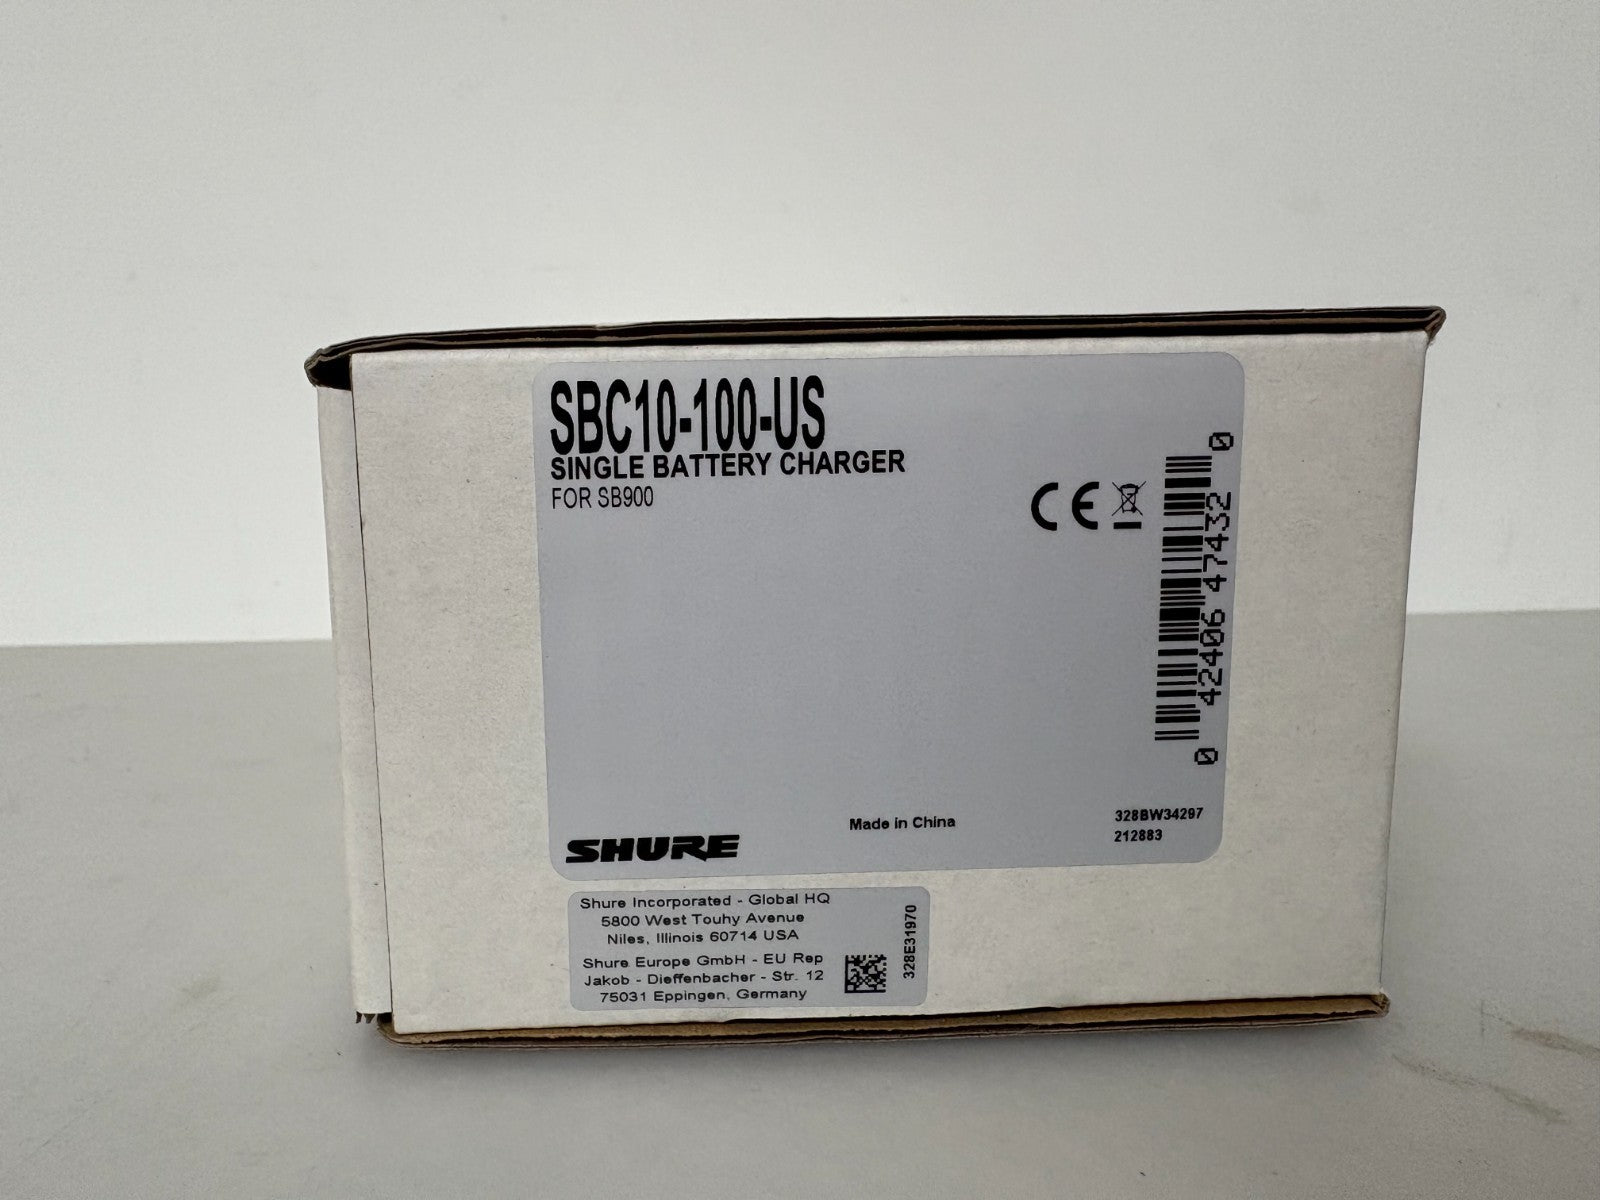 SBC10-100-US
SINGLE BATTERY CHARGER
FOR SB900
CE
0 42406 47432 0
Made in China
328BW34297
212883
SHURE
Shure Incorporated - Global HQ
5800 West Touhy Avenue
Niles, Illinois 60714 USA
Shure Europe GmbH - EU Rep
Jakob - Dieffenbacher - Str. 12
75031 Eppingen, Germany
328E31970